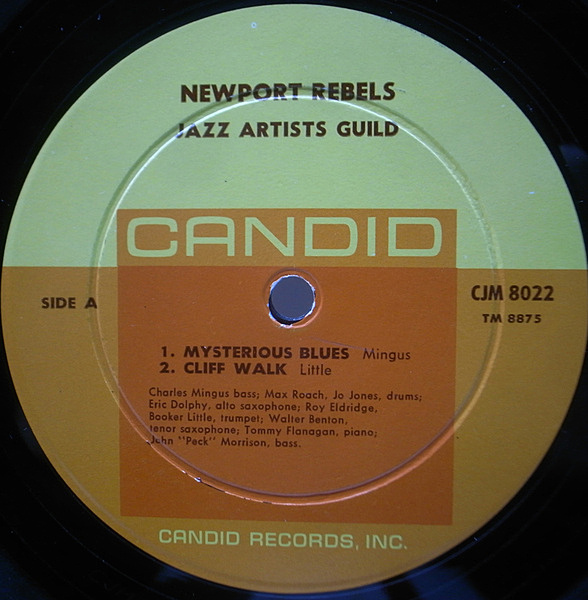 NEWPORT REBELS
JAZZ ARTISTS GUILD
CANDID
SIDE A
CJM 8022
TM 8875
1. MYSTERIOUS BLUES Mingus
2. CLIFF WALK Little
Charles Mingus bass; Max Roach, Jo Jones, drums;
Eric Dolphy, alto saxophone; Roy Eldridge,
Booker Little, trumpet; Walter Benton,
tenor saxophone; Tommy Flanagan, piano;
John "Peck" Morrison, bass.
CANDID RECORDS, INC.